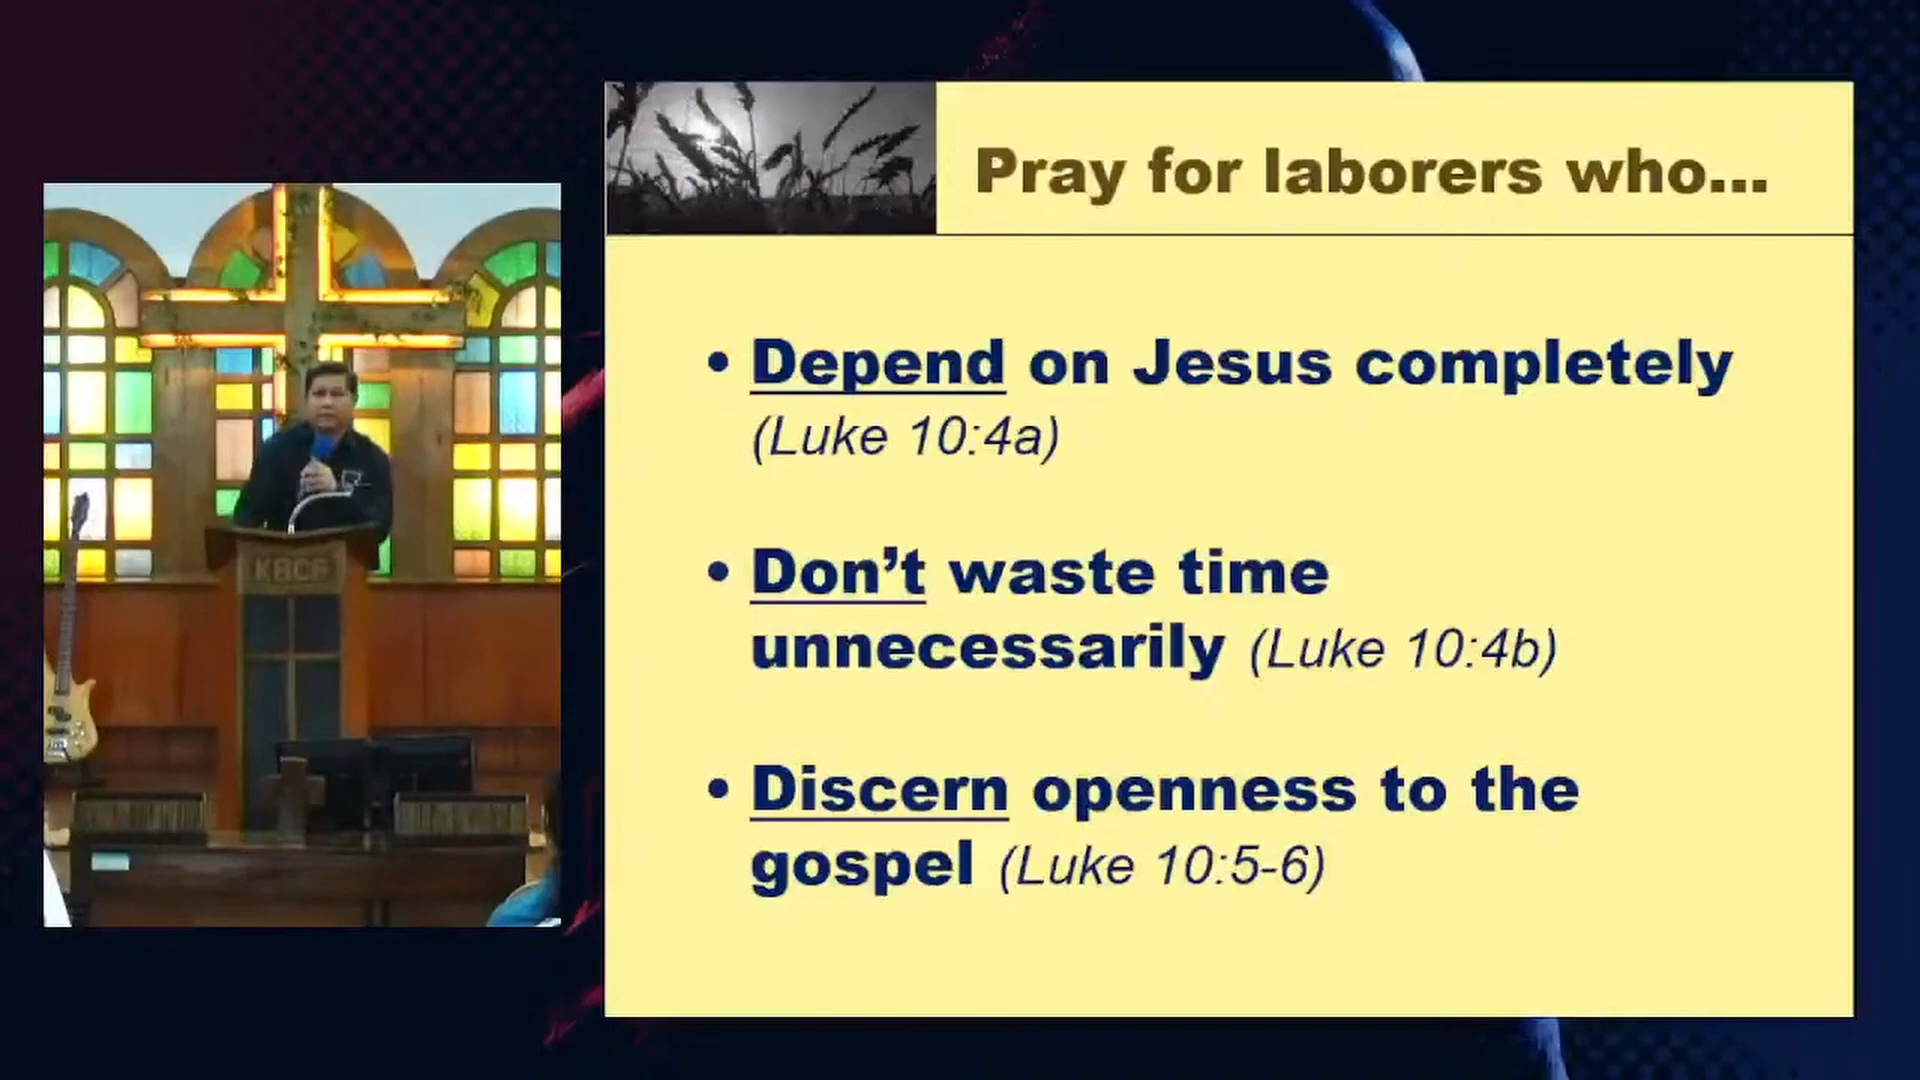 KBCF
Pray for laborers who...
• Depend on Jesus completely
(Luke 10:4a)
• Don’t waste time
unnecessarily (Luke 10:4b)
• Discern openness to the
gospel (Luke 10:5-6)